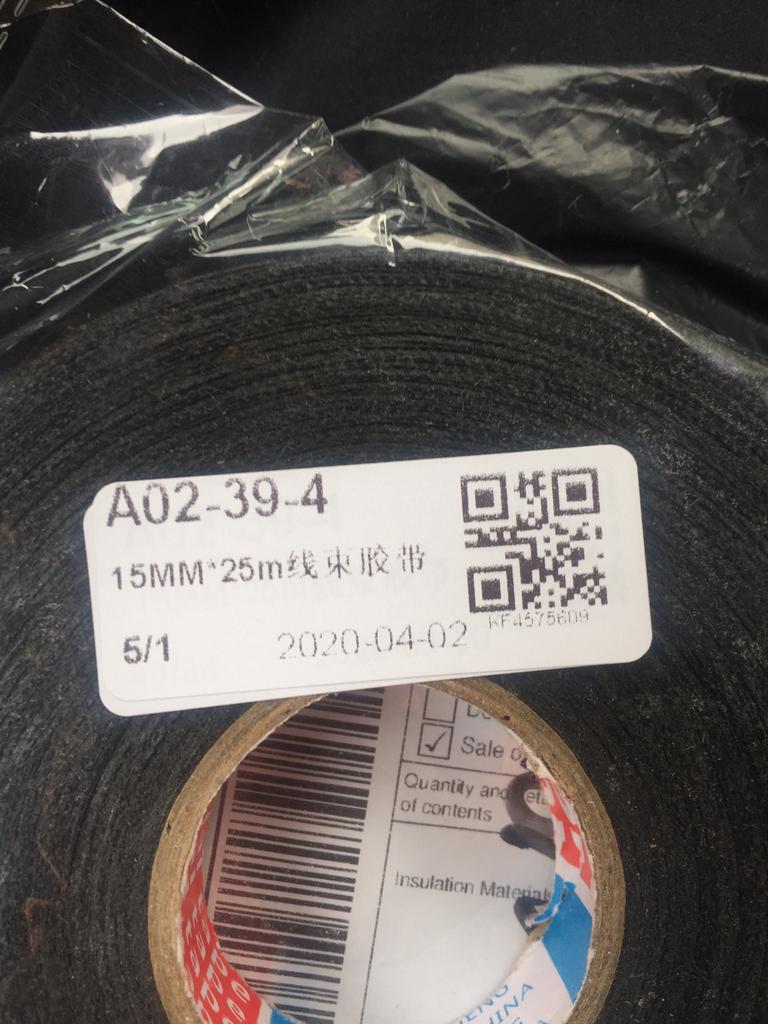 A02-39-4
15MM*25m线束胶带
5/1
2020-04-02
KF4575609
Sale o
Quantity and
of contents
Insulation Materials